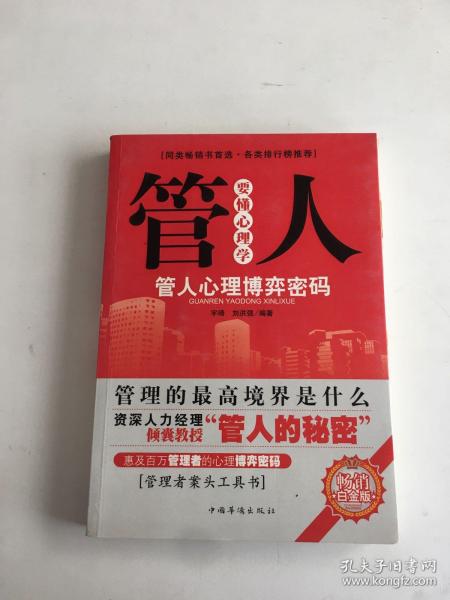 [同类畅销书首选·各类排行榜推荐]
管人
要懂心理学
管人心理博弈密码
GUANREN YAODONG XINLIXUE
宇琦 刘洪强/编著
管理的最高境界是什么
资深人力经理
倾囊教授
“管人的秘密”
惠及百万管理者的心理博弈密码
[管理者案头工具书]
畅销
白金版
中国华侨出版社
孔夫子旧书网
www.kongfz.com